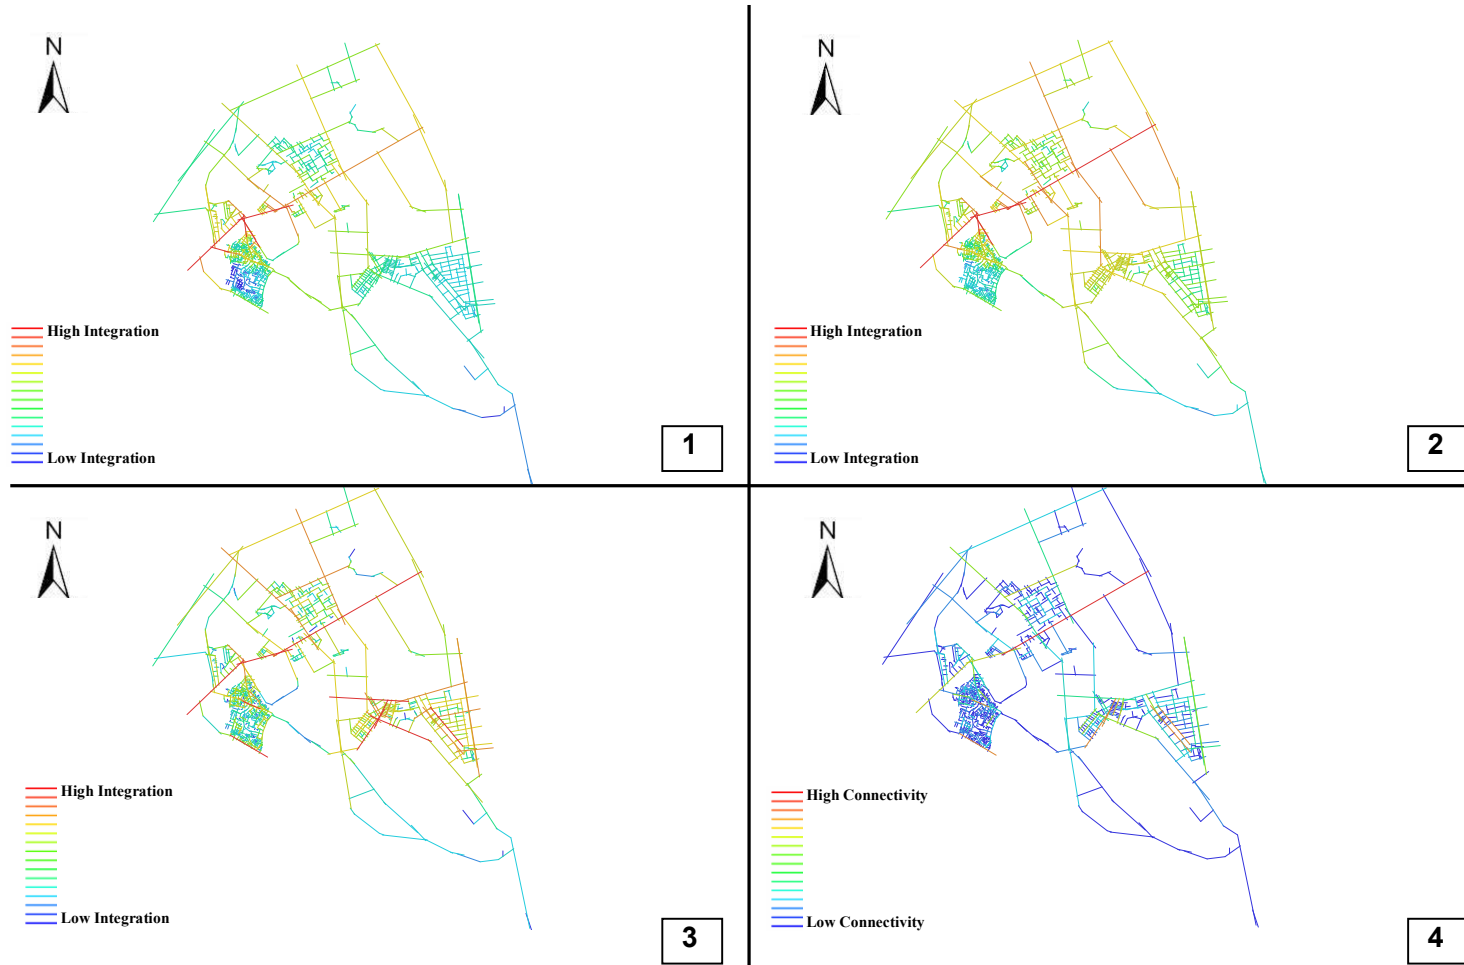 N
High Integration
Low Integration
1
N
High Integration
Low Integration
2
N
High Integration
Low Integration
3
N
High Connectivity
Low Connectivity
4